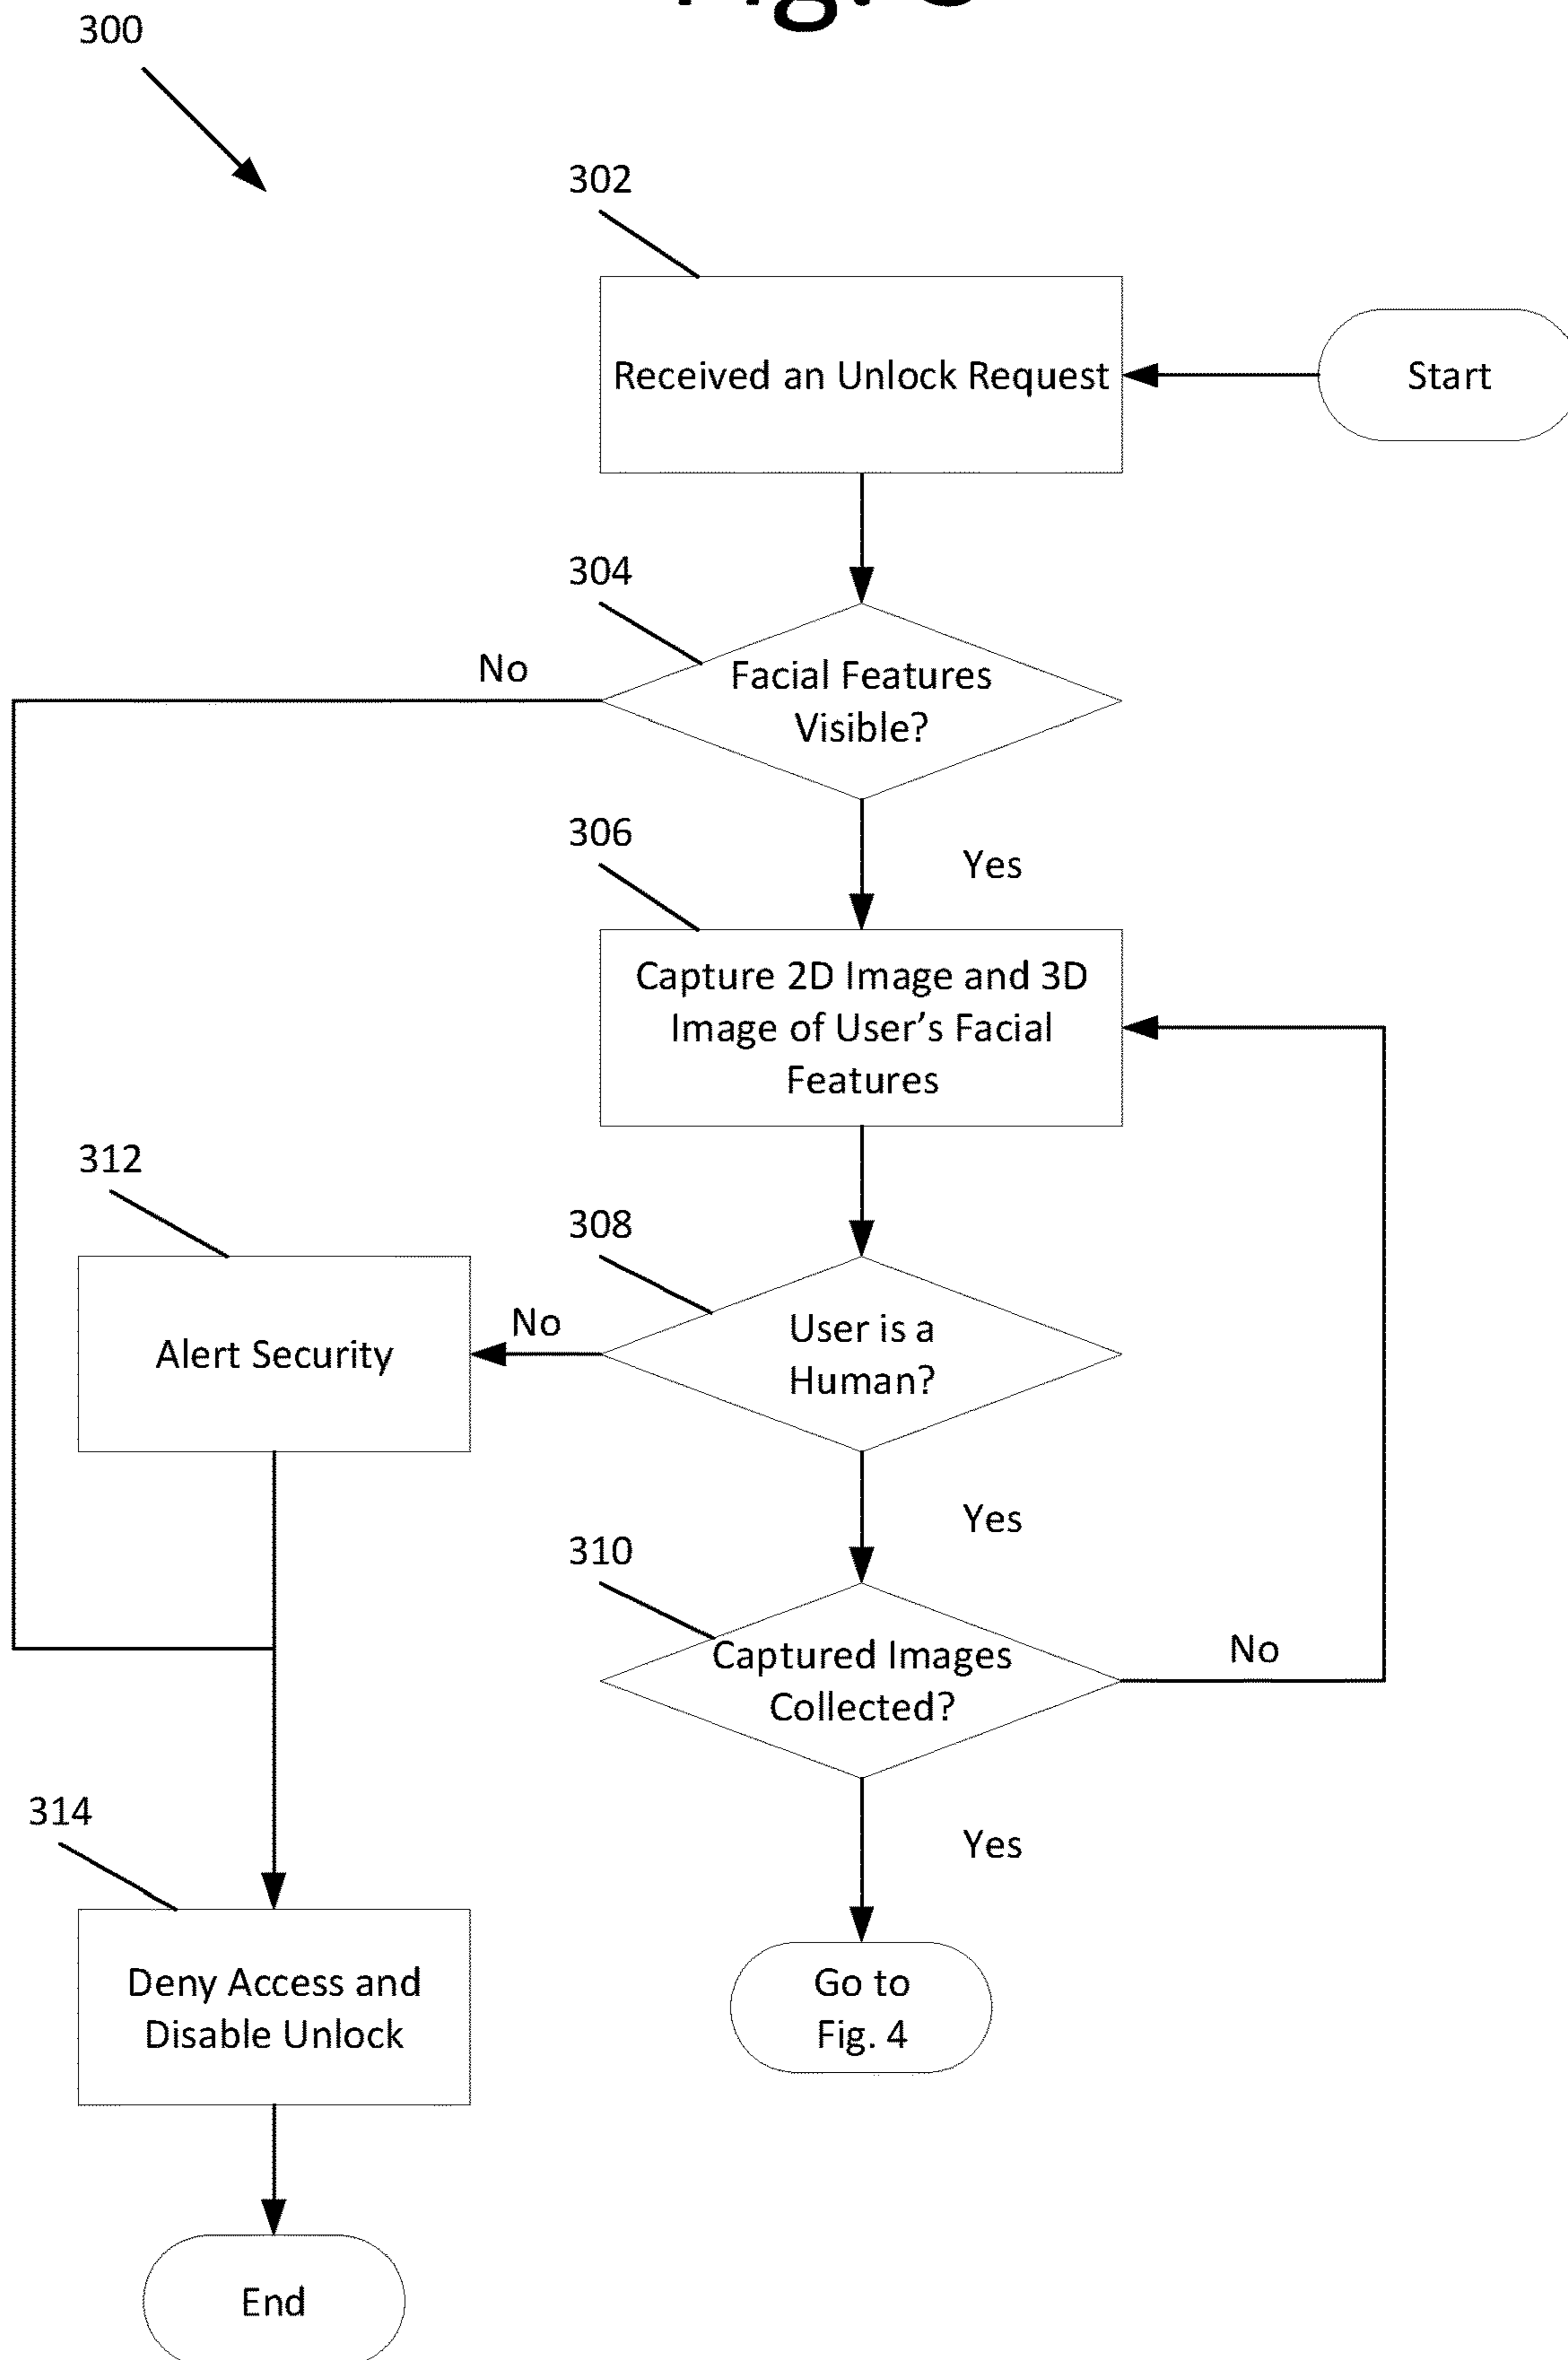 300
302
Received an Unlock Request
Start
304
Facial Features
Visible?
No
Yes
306
Capture 2D Image and 3D
Image of User's Facial
Features
312
308
Alert Security
No
User is a
Human?
Yes
310
Captured Images
Collected?
No
Yes
314
Deny Access and
Disable Unlock
Go to
Fig. 4
End